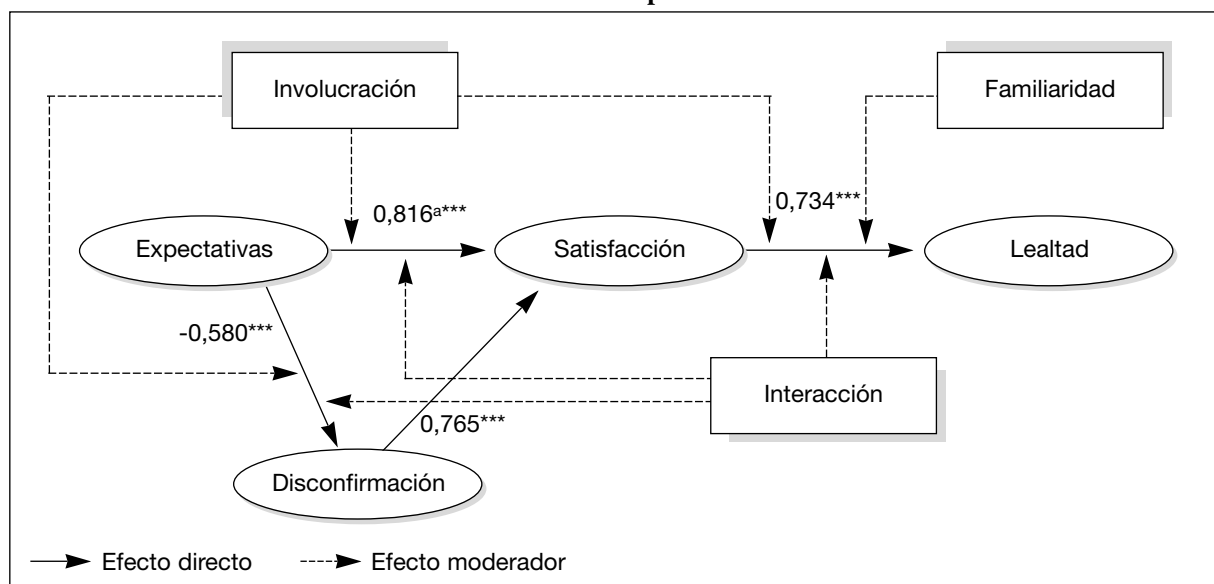 Involucración
Familiaridad
0,816ª***
0,734***
Expectativas
Satisfacción
Lealtad
-0,580***
Interacción
0,765***
Disconfirmación
Efecto directo
Efecto moderador